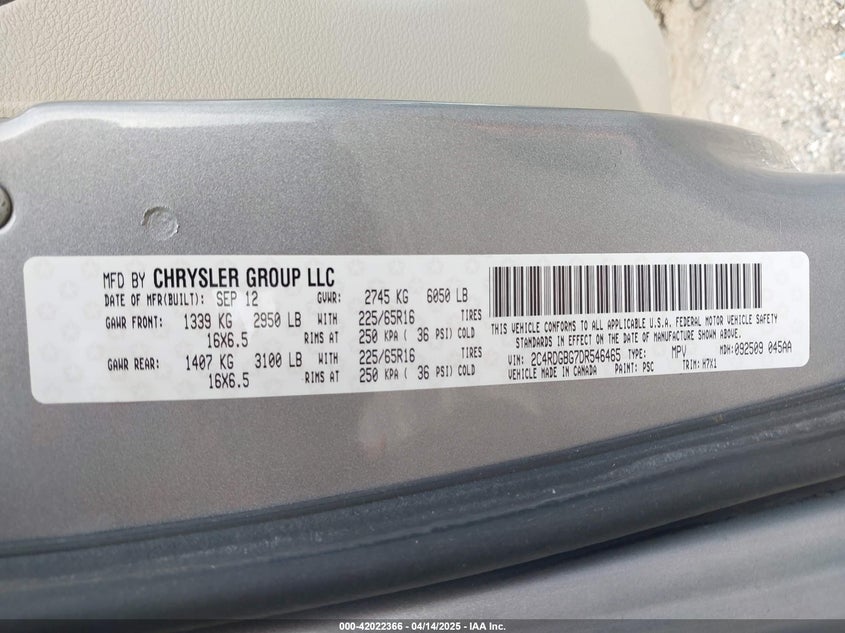 MFD BY CHRYSLER GROUP LLC
DATE OF MFR(BUILT): SEP 12 GVWR: 2745 KG 6050 LB
GAWR FRONT: 1339 KG 2950 LB WITH 225/65R16 TIRES
16X6.5 RIMS AT 250 KPA ( 36 PSI) COLD
GAWR REAR: 1407 KG 3100 LB WITH 225/65R16 TIRES
16X6.5 RIMS AT 250 KPA ( 36 PSI) COLD
THIS VEHICLE CONFORMS TO ALL APPLICABLE U.S.A. FEDERAL MOTOR VEHICLE SAFETY
STANDARDS IN EFFECT ON THE DATE OF MANUFACTURE SHOWN ABOVE.
VIN: 2C4RDGBG7DR546465 TYPE: MPV MDH:092509 045AA
VEHICLE MADE IN CANADA PAINT: PSC TRIM: H7X1
000-42022366 - 04/14/2025 - IAA Inc.